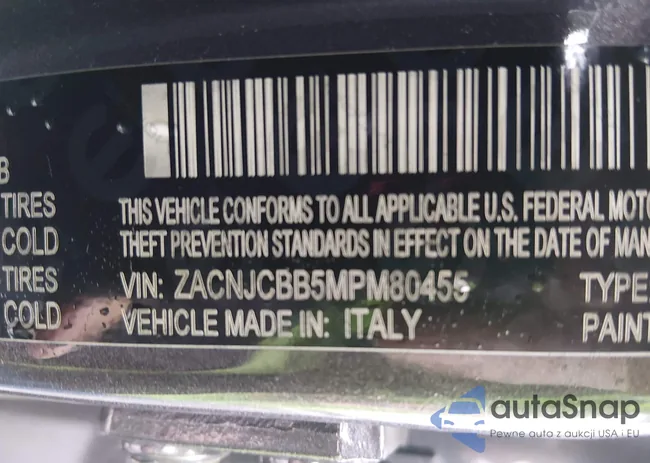 B
TIRES
COLD
TIRES
COLD
THIS VEHICLE CONFORMS TO ALL APPLICABLE U.S. FEDERAL MOTO
THEFT PREVENTION STANDARDS IN EFFECT ON THE DATE OF MAN
VIN: ZACNJCBB5MPM80455 TYPE:
VEHICLE MADE IN: ITALY PAINT
autaSnap
Pewne auta z aukcji USA i EU